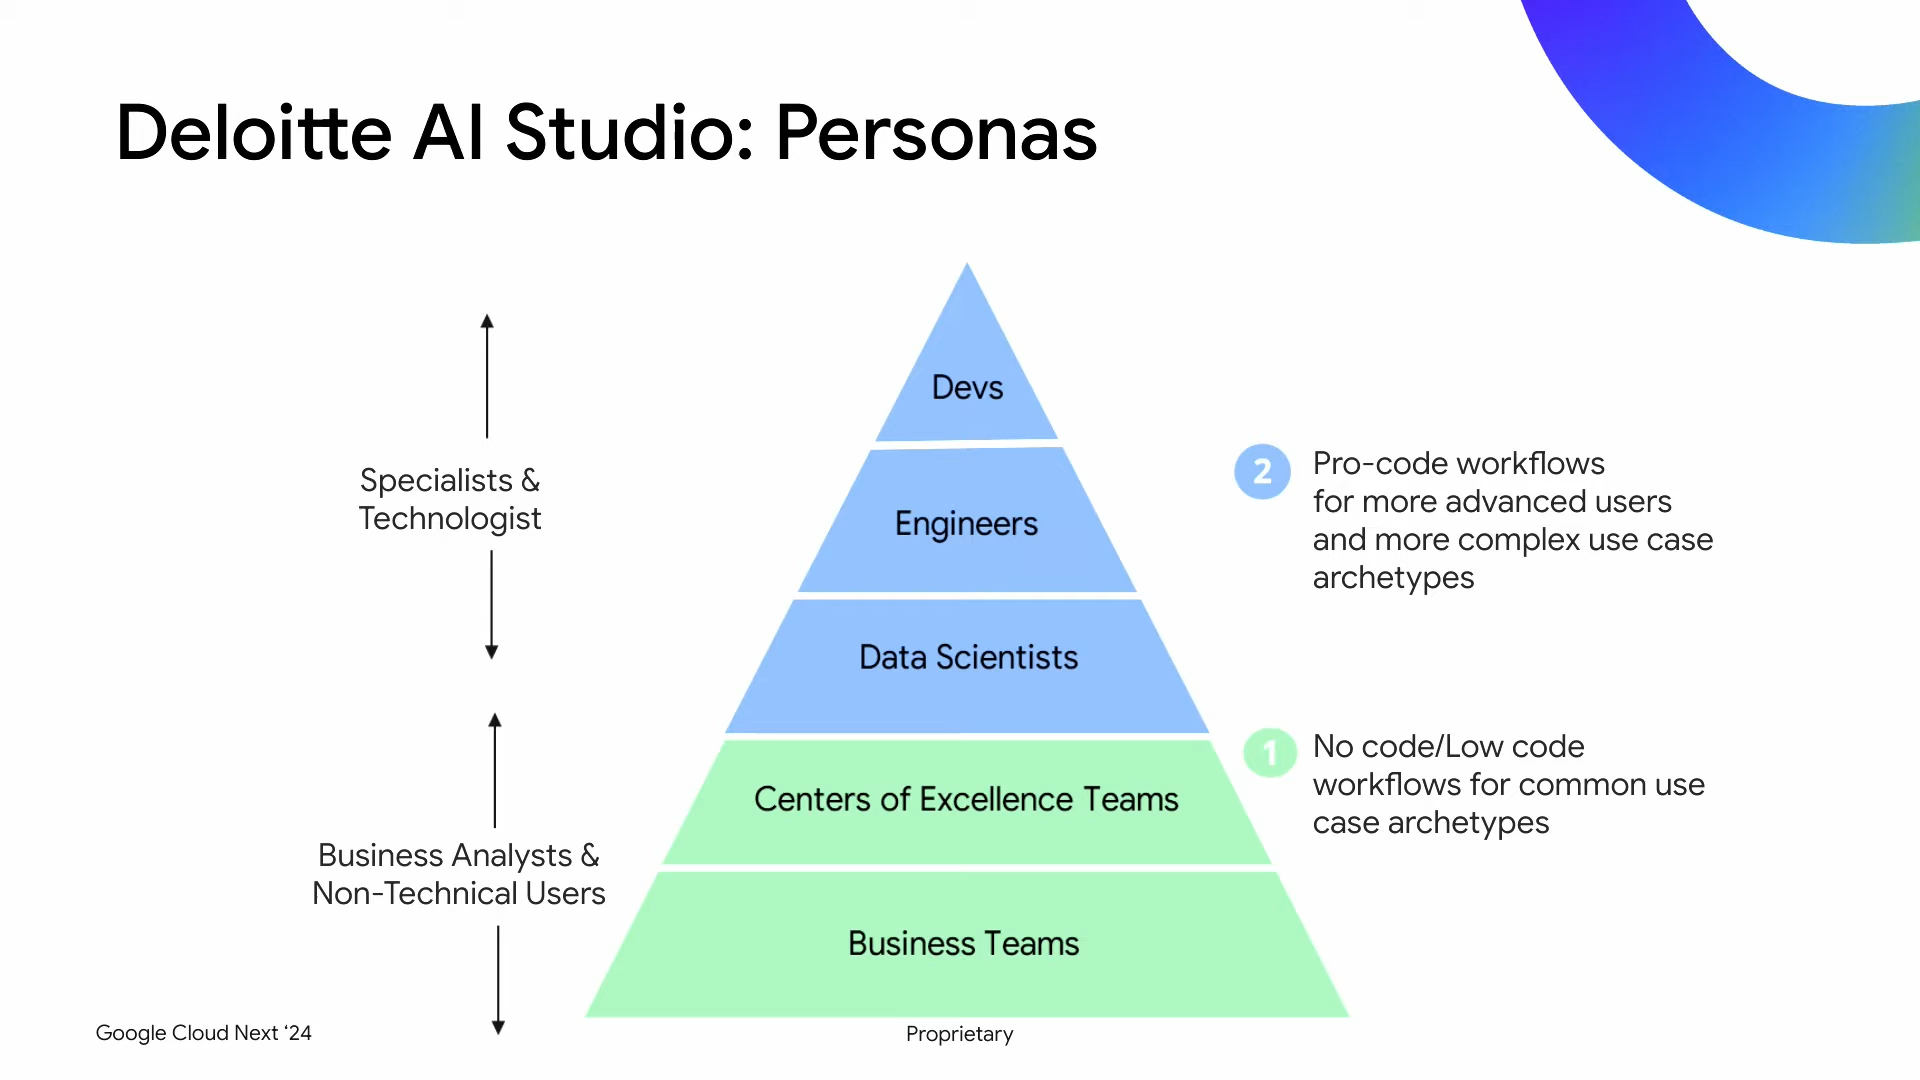 Deloitte AI Studio: Personas
Devs
Engineers
Data Scientists
Centers of Excellence Teams
Business Teams
Specialists &
Technologist
Business Analysts &
Non-Technical Users
2
Pro-code workflows
for more advanced users
and more complex use case
archetypes
1
No code/Low code
workflows for common use
case archetypes
Google Cloud Next ‘24
Proprietary